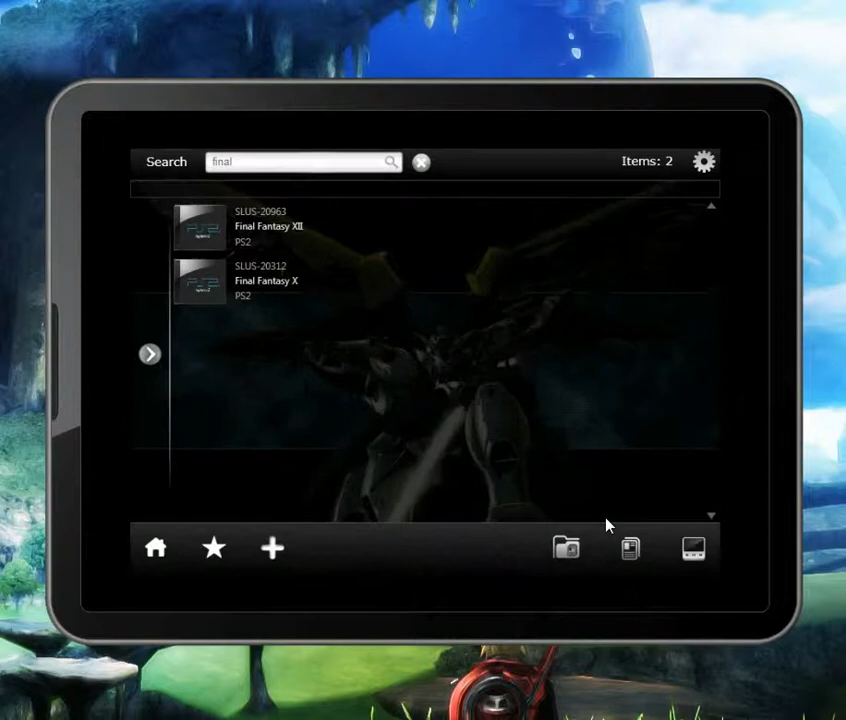 Search
final
Items: 2
SLUS-20963
Final Fantasy XII
PS2
SLUS-20312
Final Fantasy X
PS2